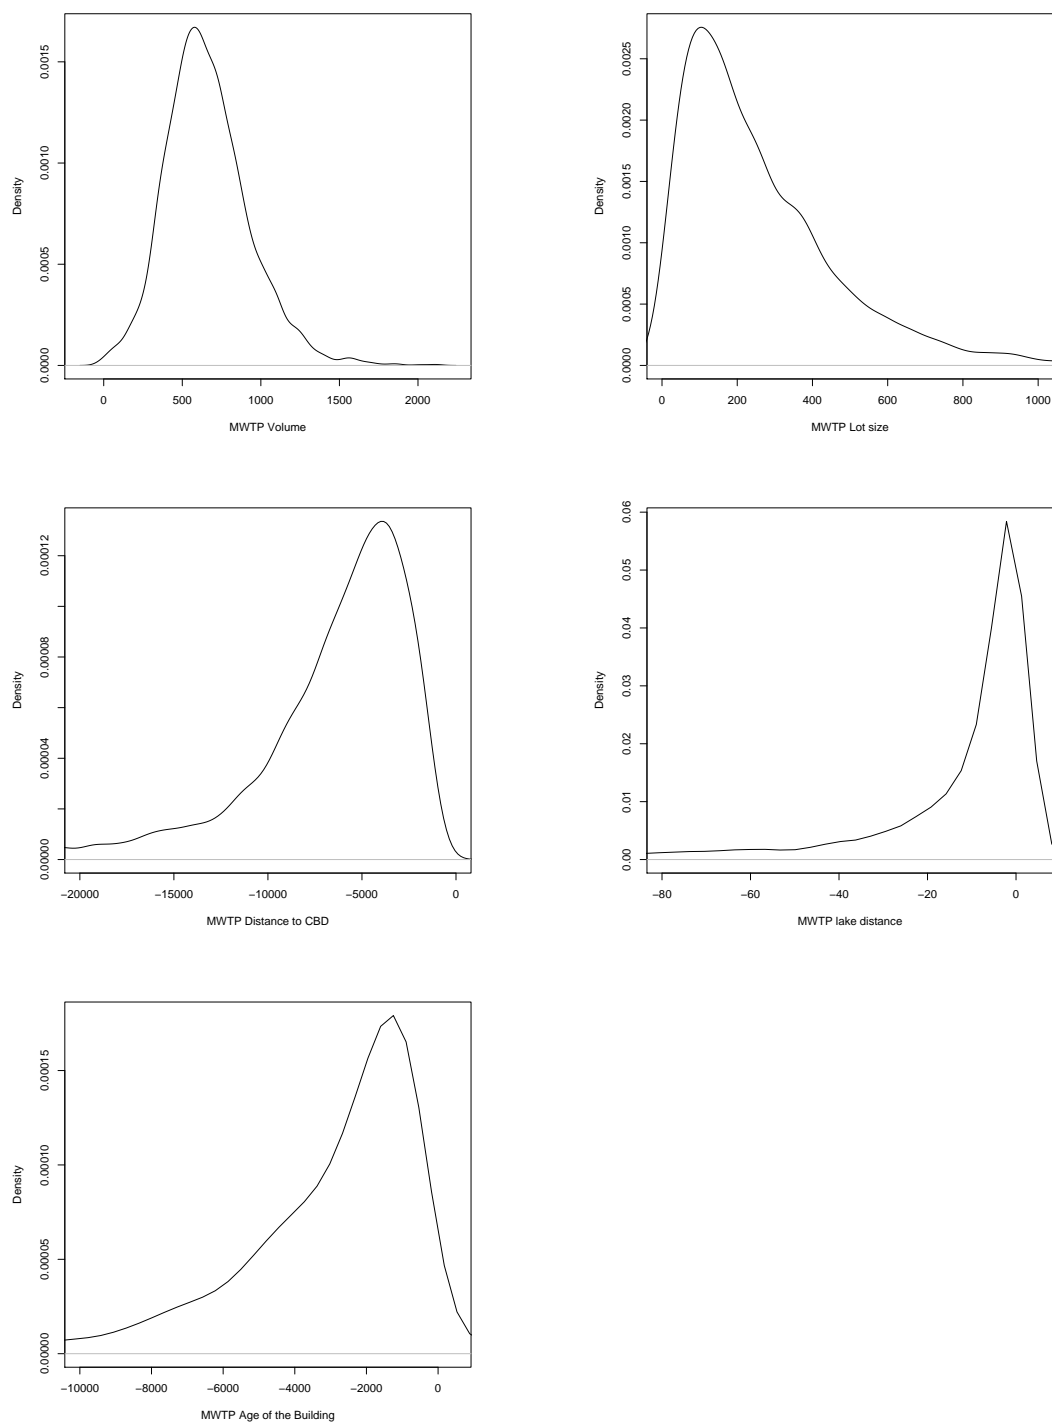 0.0000 0.0005 0.0010 0.0015
Density
0 500 1000 1500 2000
MWTP Volume
0.0000 0.0005 0.0010 0.0015 0.0020 0.0025
Density
0 200 400 600 800 1000
MWTP Lot size
0.00000 0.00004 0.00008 0.00012
Density
−20000 −15000 −10000 −5000 0
MWTP Distance to CBD
0.00 0.01 0.02 0.03 0.04 0.05 0.06
Density
−80 −60 −40 −20 0
MWTP lake distance
0.00000 0.00005 0.00010 0.00015
Density
−10000 −8000 −6000 −4000 −2000 0
MWTP Age of the Building